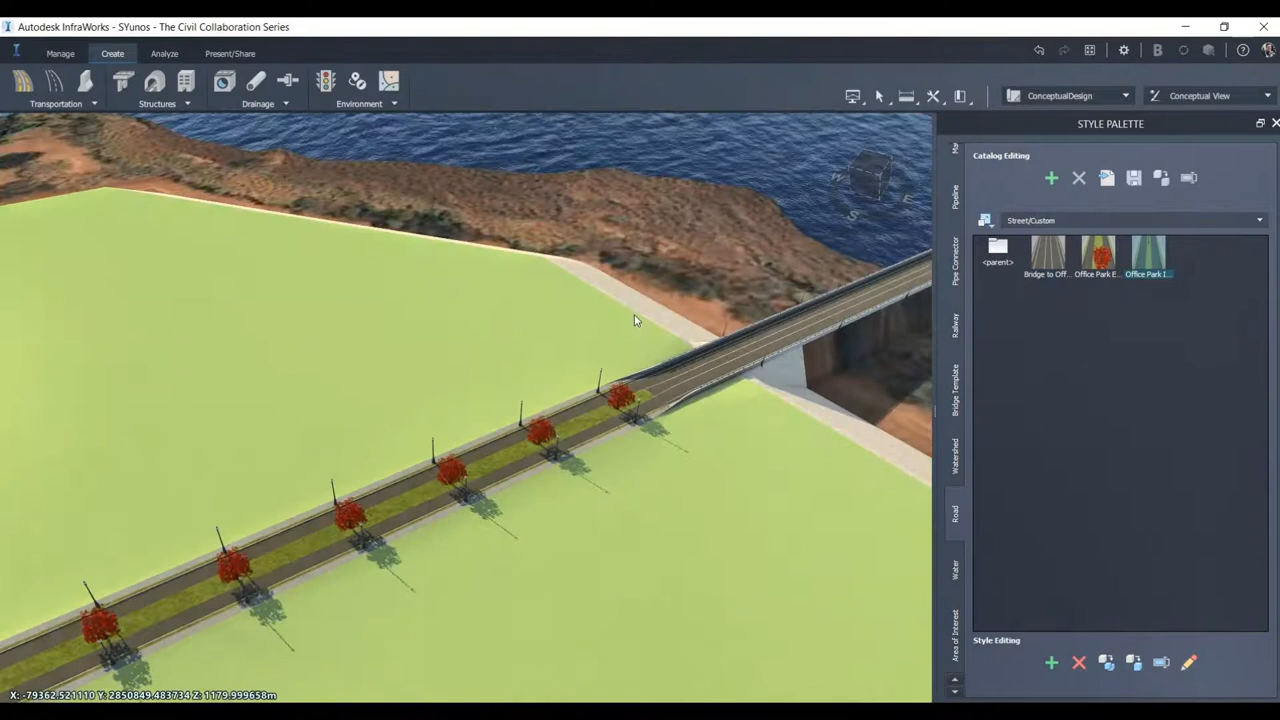 Autodesk InfraWorks - SYunos - The Civil Collaboration Series
Manage Create Analyze Present/Share
Transportation Structures Drainage Environment
ConceptualDesign Conceptual View
STYLE PALETTE
Catalog Editing
Street/Custom
<parent> Bridge to Off... Office Park E... Office Park I...
Pipeline
Pipe Connector
Railway
Bridge Template
Watershed
Road
Water
Area of Interest
Style Editing
W E
S
X: -79362.521110 Y: 2850849.483734 Z: 1179.999658m